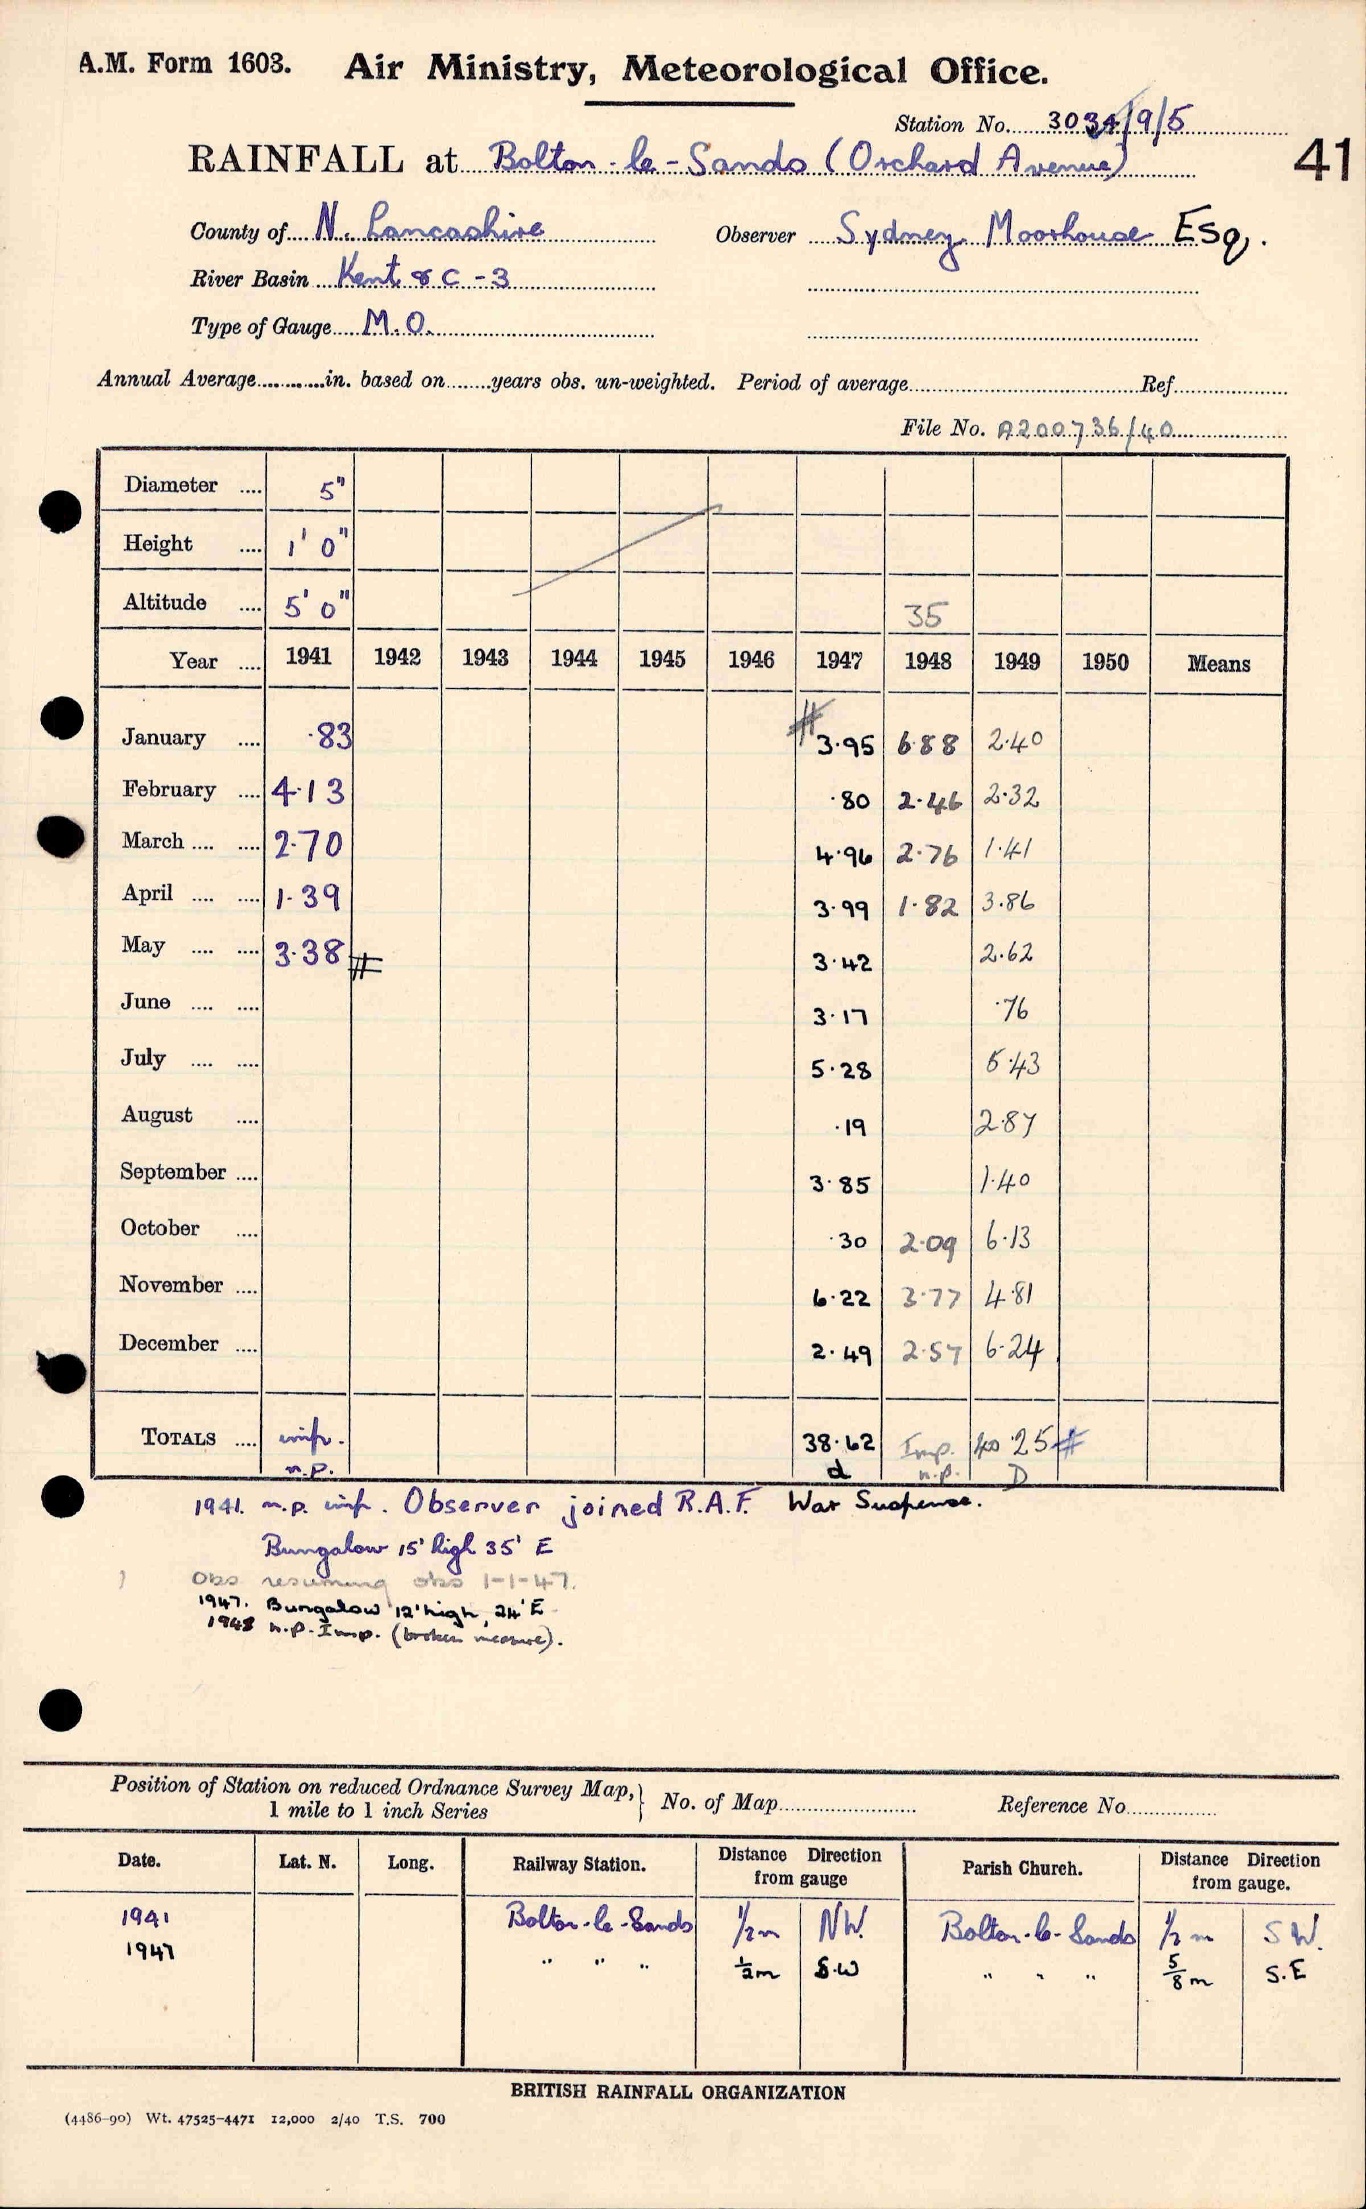 A.M. Form 1603. Air Ministry, Meteorological Office.
Station No. 3034/9/5
41
RAINFALL at Bolton-le-Sands (Orchard Avenue)
County of N. Lancashire Observer Sydney Moorhouse Esq.
River Basin Kent & C - 3
Type of Gauge M.O.
Annual Average............in. based on........years obs. un-weighted. Period of average Ref
File No. A200736/40
Diameter .... 5"
Height .... 1' 0"
Altitude .... 5' 0" 35
Year .... 1941 1942 1943 1944 1945 1946 1947 1948 1949 1950 Means
January .... ·83 # 3·95 6·88 2·40
February .... 4·13 ·80 2·46 2·32
March .... .... 2·70 4·96 2·76 1·41
April .... .... 1·39 3·99 1·82 3·86
May .... .... 3·38 # 3·42 2·62
June .... .... 3·17 ·76
July .... .... 5·28 5·43
August .... ·19 2·87
September .... 3·85 1·40
October .... ·30 2·09 6·13
November .... 6·22 3·77 4·81
December .... 2·49 2·57 6·24
TOTALS .... imp. 38·62 Imp. 40·25 #
n.p. d n.p. D
1941. n.p. imp. Observer joined R.A.F. War Suspense.
Bungalow 15' high 35' E
Obs resuming obs 1-1-47.
1947. Bungalow 12' high, 24' E
1948 n.p. Imp. (broken measure).
Position of Station on reduced Ordnance Survey Map, } No. of Map Reference No.
1 mile to 1 inch Series
Date. Lat. N. Long. Railway Station. Distance Direction from gauge Parish Church. Distance Direction from gauge.
1941 Bolton-le-Sands 1/2 m N.W. Bolton-le-Sands 1/2 m S.W.
1947 " " " 1/2 m S.W " " " 5/8 m S.E
BRITISH RAINFALL ORGANIZATION
(4486-90) Wt. 47525-4471 12,000 2/40 T.S. 700